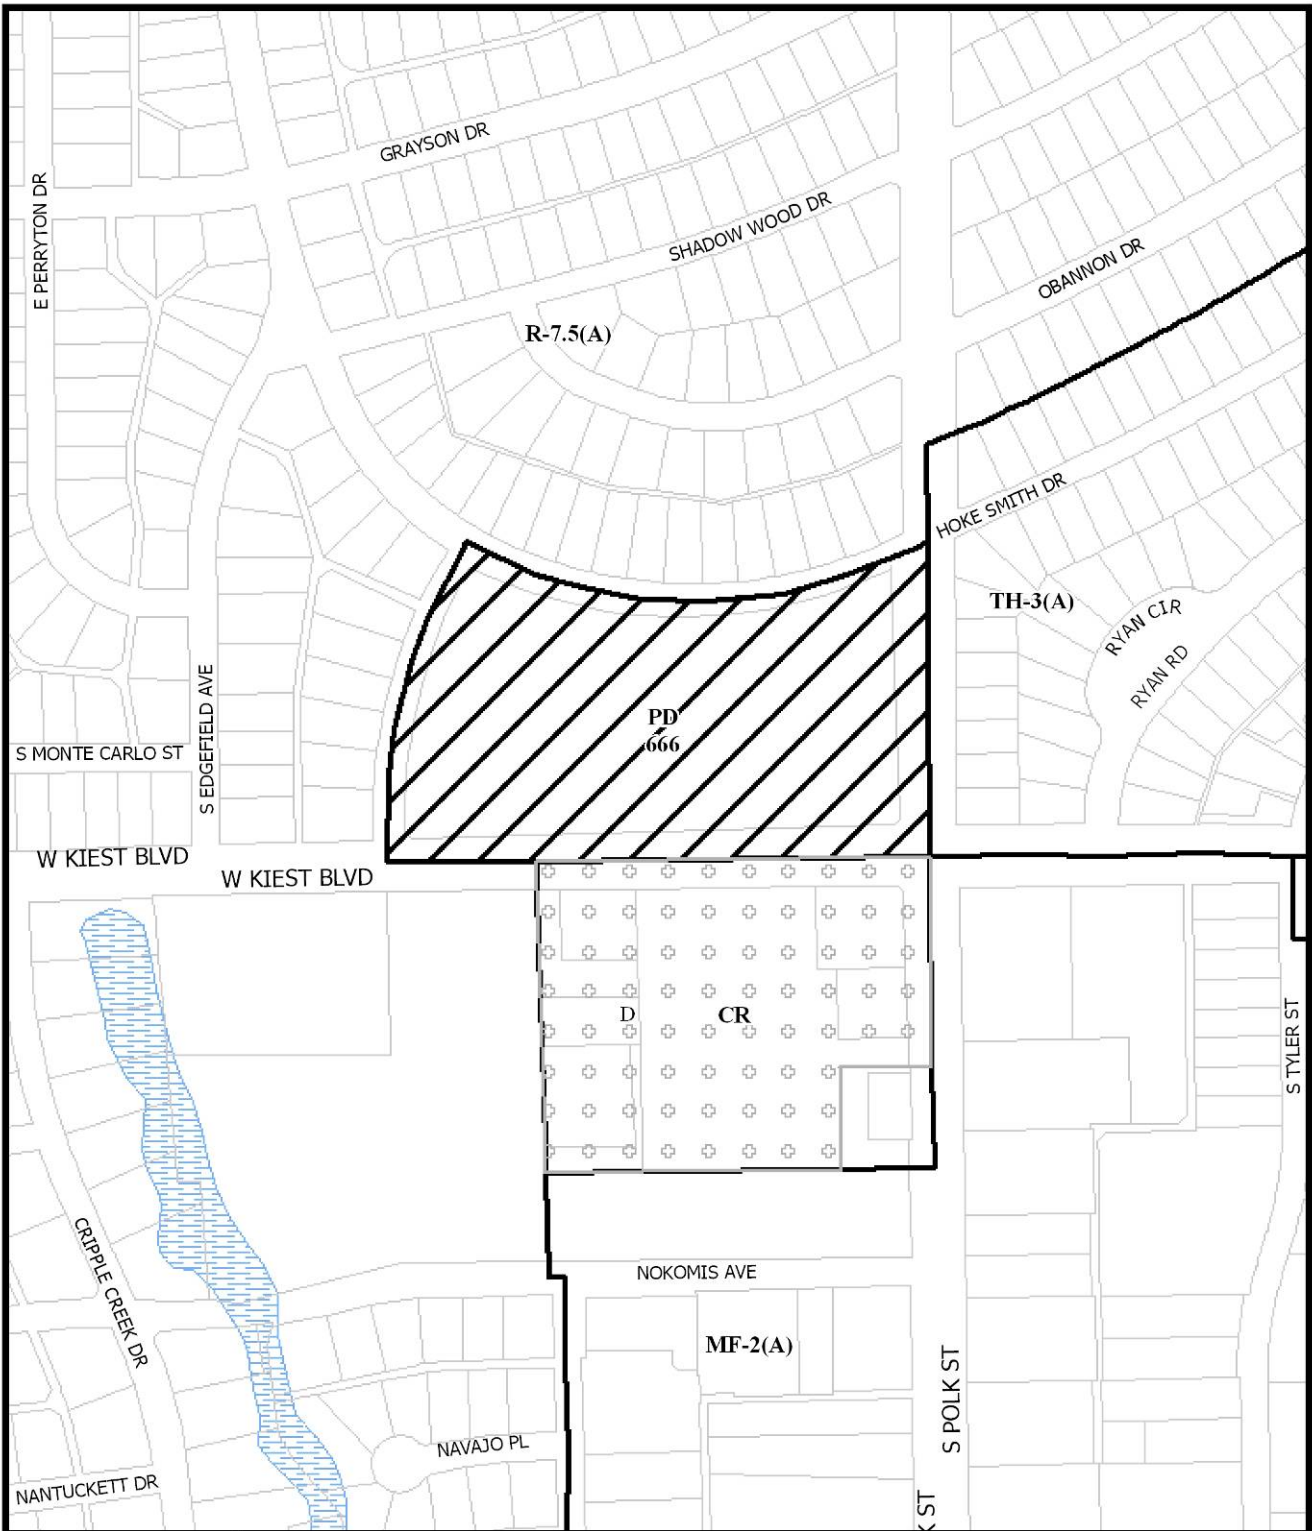 GRAYSON DR
E PERRYTON DR
SHADOW WOOD DR
OBANNON DR
R-7.5(A)
HOKE SMITH DR
TH-3(A)
RYAN CIR
RYAN RD
S EDGEFIELD AVE
PD
666
S MONTE CARLO ST
W KIEST BLVD
W KIEST BLVD
D
CR
S TYLER ST
CRIPPLE CREEK DR
NOKOMIS AVE
MF-2(A)
S POLK ST
NAVAJO PL
NANTUCKETT DR
K ST